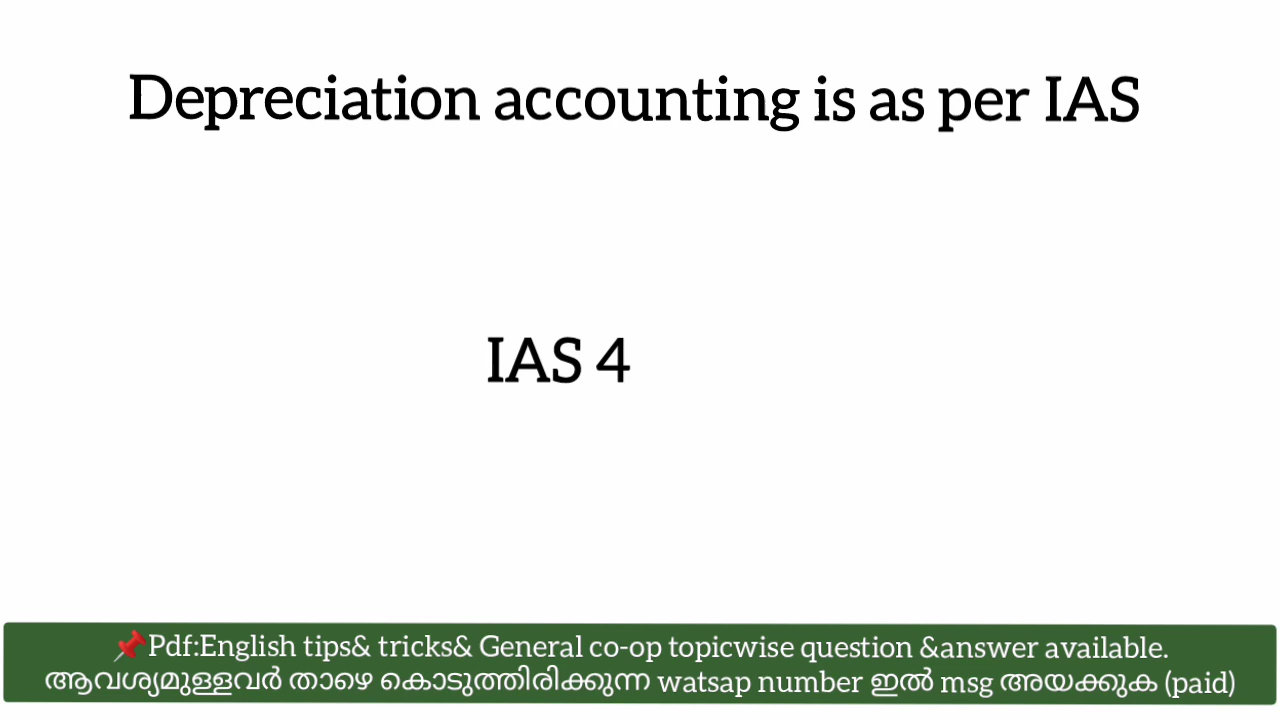 Depreciation accounting is as per IAS
IAS 4
📌Pdf:English tips& tricks& General co-op topicwise question &answer available.
ആവശ്യമുള്ളവർ താഴെ കൊടുത്തിരിക്കുന്ന watsap number ഇൽ msg അയക്കുക (paid)